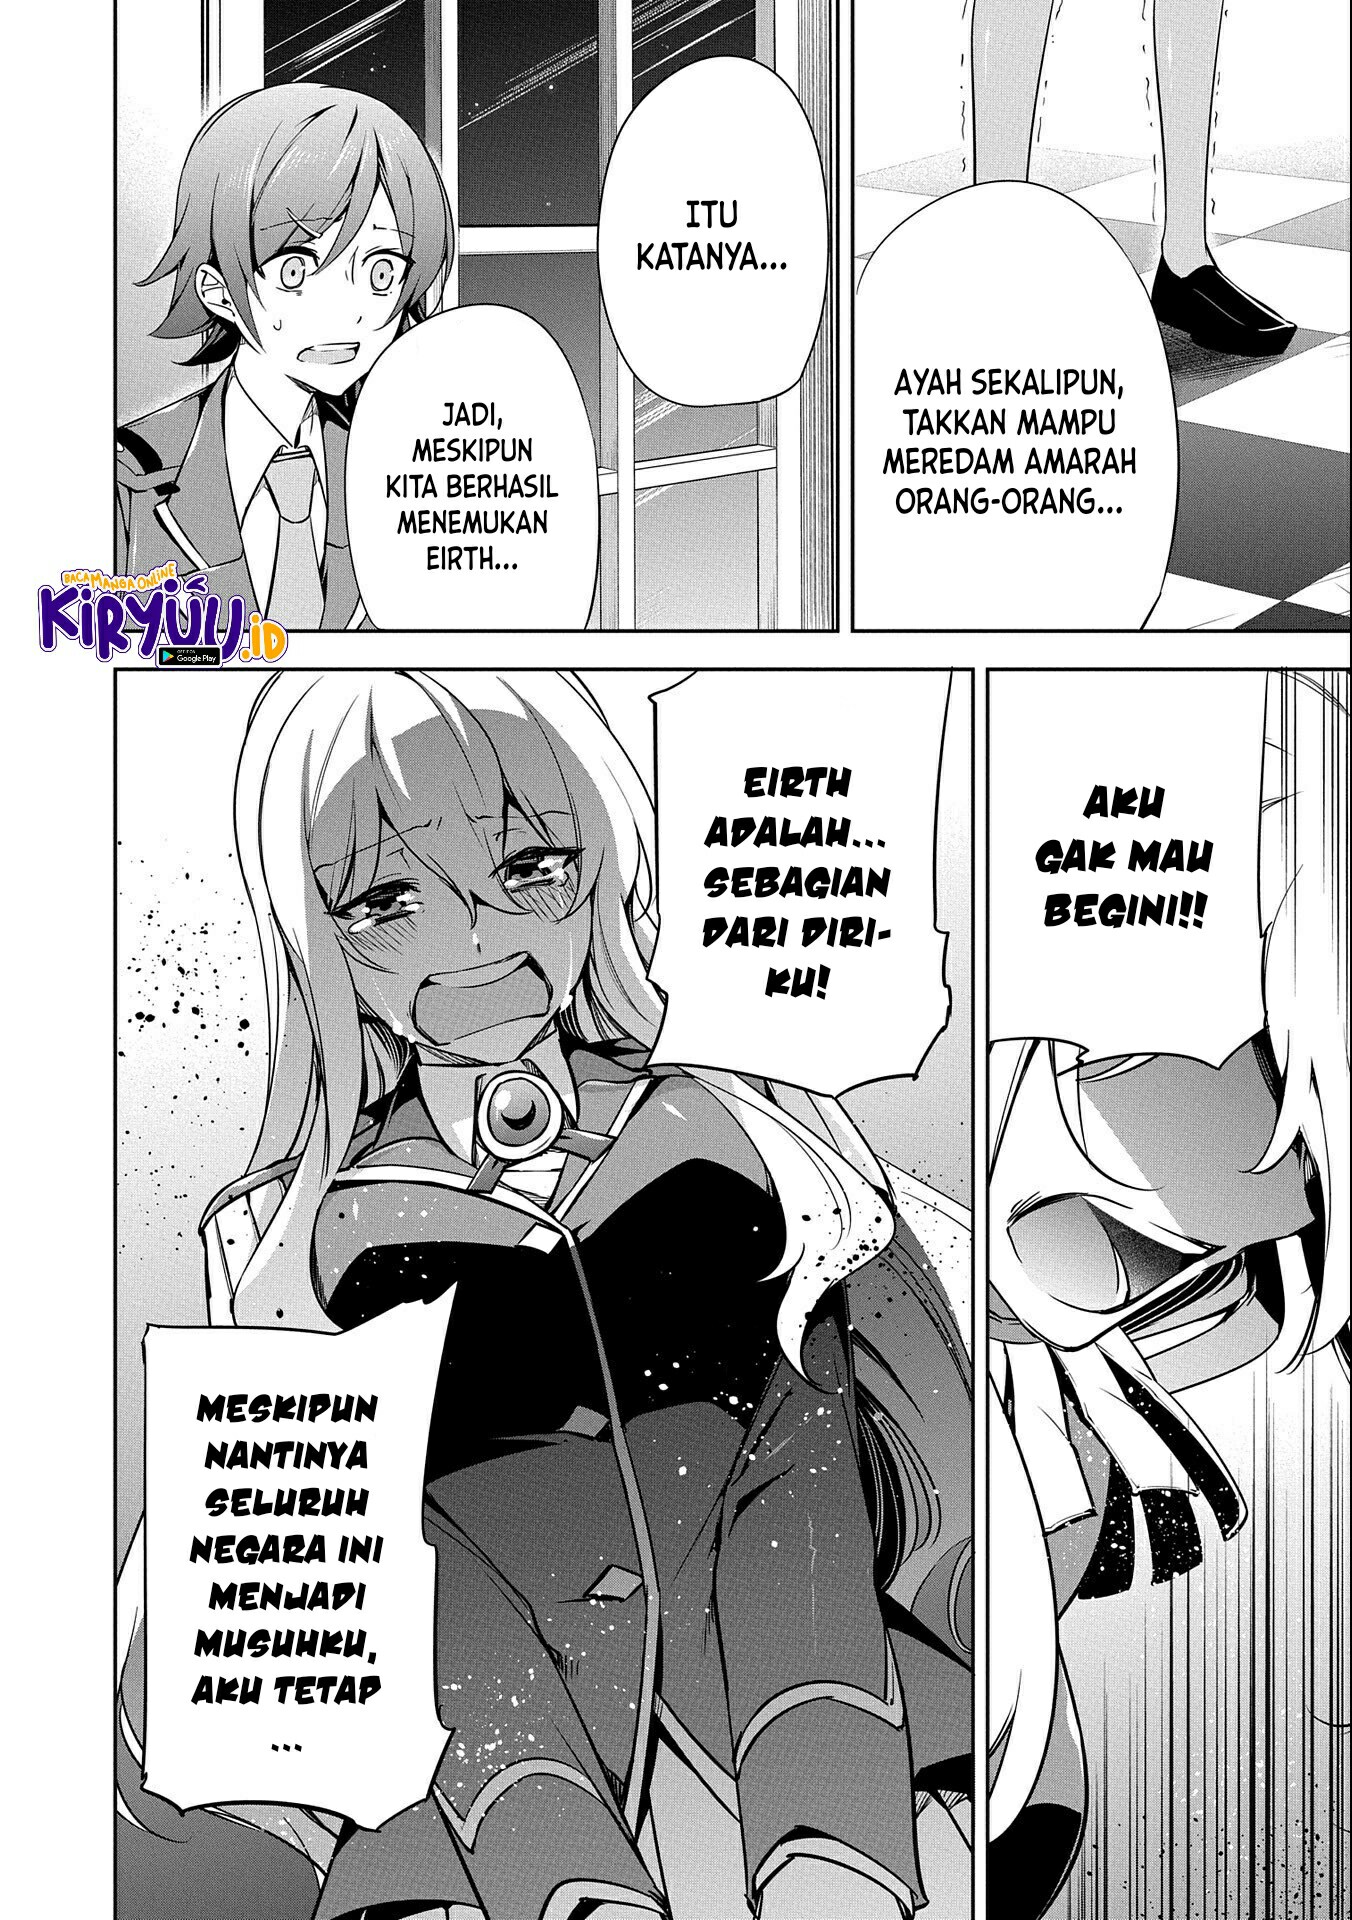 AYAH SEKALIPUN,
TAKKAN MAMPU
MEREDAM AMARAH
ORANG-ORANG...
ITU
KATANYA...
JADI,
MESKIPUN
KITA BERHASIL
MENEMUKAN
EIRTH...
BACA MANGA ONLINE
KIRYUU.iD
Google Play
AKU
GAK MAU
BEGINI!!
EIRTH
ADALAH...
SEBAGIAN
DARI DIRI-
KU!
MESKIPUN
NANTINYA
SELURUH
NEGARA INI
MENJADI
MUSUHKU,
AKU TETAP
...